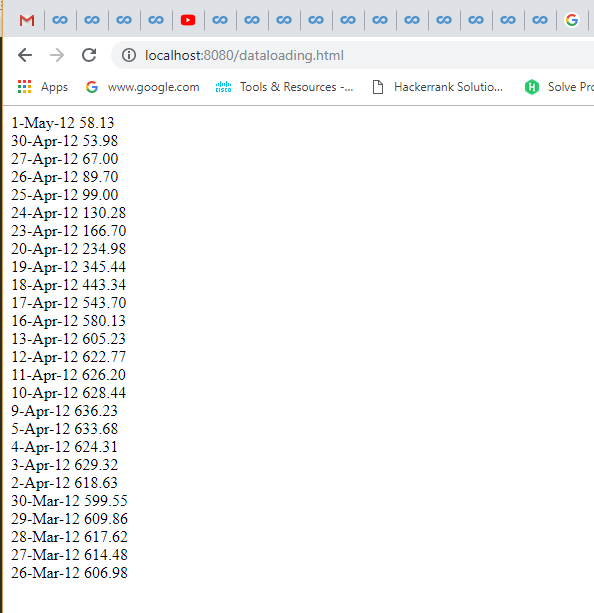 localhost:8080/dataloading.html
Apps www.google.com Tools & Resources -... Hackerrank Solutio... Solve Pro
1-May-12 58.13
30-Apr-12 53.98
27-Apr-12 67.00
26-Apr-12 89.70
25-Apr-12 99.00
24-Apr-12 130.28
23-Apr-12 166.70
20-Apr-12 234.98
19-Apr-12 345.44
18-Apr-12 443.34
17-Apr-12 543.70
16-Apr-12 580.13
13-Apr-12 605.23
12-Apr-12 622.77
11-Apr-12 626.20
10-Apr-12 628.44
9-Apr-12 636.23
5-Apr-12 633.68
4-Apr-12 624.31
3-Apr-12 629.32
2-Apr-12 618.63
30-Mar-12 599.55
29-Mar-12 609.86
28-Mar-12 617.62
27-Mar-12 614.48
26-Mar-12 606.98